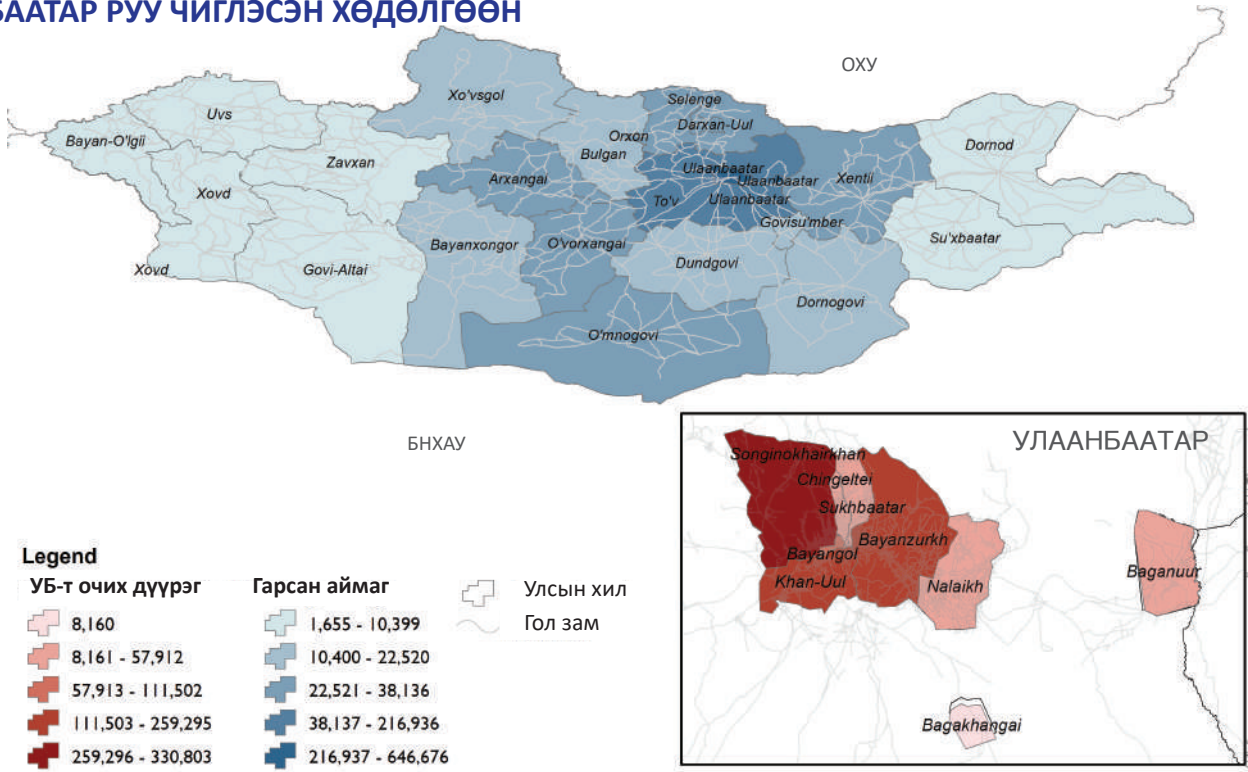 БААТАР РУУ ЧИГЛЭСЭН ХӨДӨЛГӨӨН
ОХУ
Xo'vsgol
Uvs
Bayan-O'lgii
Zavxan
Xovd
Xovd
Govi-Altai
Arxangai
Bayanxongor
O'vorxangai
Orxon
Bulgan
Selenge
Darxan-Uul
Ulaanbaatar
Ulaanbaatar
Ulaanbaatar
To'v
Xentii
Govisu'mber
Dundgovi
Dornogovi
O'mnogovi
Dornod
Su'xbaatar
БНХАУ
УЛААНБААТАР
Songinokhairkhan
Chingeltei
Sukhbaatar
Bayanzurkh
Bayangol
Khan-Uul
Nalaikh
Baganuur
Bagakhangai
Legend
УБ-т очих дүүрэг
8,160
8,161 - 57,912
57,913 - 111,502
111,503 - 259,295
259,296 - 330,803
Гарсан аймаг
1,655 - 10,399
10,400 - 22,520
22,521 - 38,136
38,137 - 216,936
216,937 - 646,676
Улсын хил
Гол зам